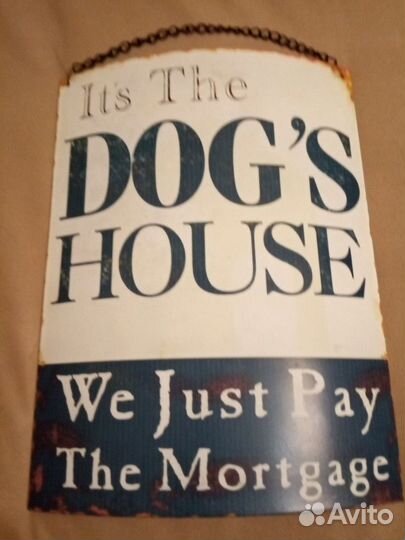 It's The
DOG'S
HOUSE
We Just Pay
The Mortgage
Avito